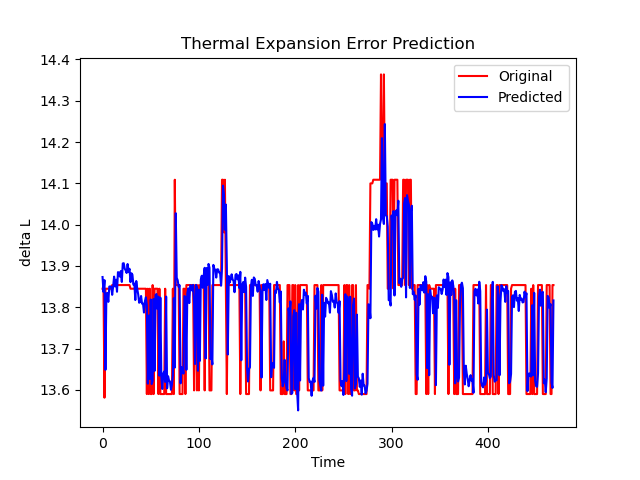 Thermal Expansion Error Prediction
Original
Predicted
14.4
14.3
14.2
14.1
14.0
13.9
13.8
13.7
13.6
delta L
0
100
200
300
400
Time